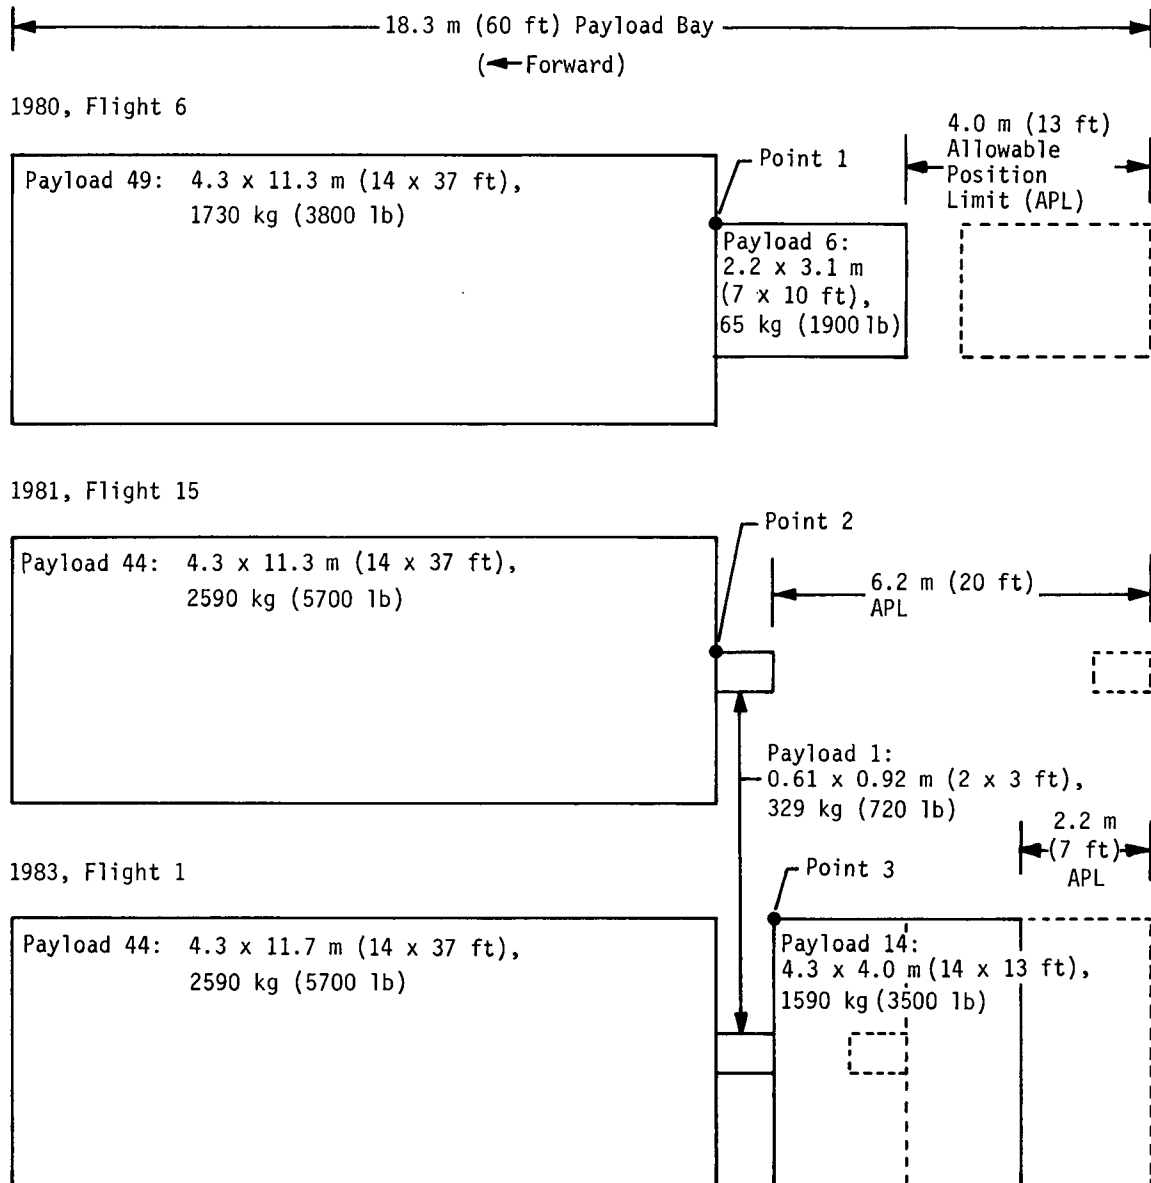 18.3 m (60 ft) Payload Bay
(←Forward)
1980, Flight 6
4.0 m (13 ft)
Allowable
Position
Limit (APL)
Point 1
Payload 49: 4.3 x 11.3 m (14 x 37 ft),
1730 kg (3800 lb)
Payload 6:
2.2 x 3.1 m
(7 x 10 ft),
65 kg (1900 lb)
1981, Flight 15
Point 2
Payload 44: 4.3 x 11.3 m (14 x 37 ft),
2590 kg (5700 lb)
6.2 m (20 ft)
APL
Payload 1:
0.61 x 0.92 m (2 x 3 ft),
329 kg (720 lb)
2.2 m
(7 ft)
APL
1983, Flight 1
Point 3
Payload 44: 4.3 x 11.7 m (14 x 37 ft),
2590 kg (5700 lb)
Payload 14:
4.3 x 4.0 m (14 x 13 ft),
1590 kg (3500 lb)